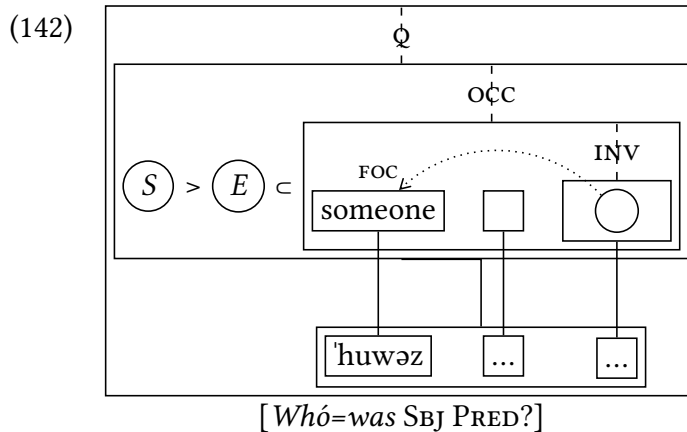 (142)
Q
OCC
INV
FOC
S > E ⊂ someone
ˈhuwəz ... ...
[Whó=was SBJ PRED?]